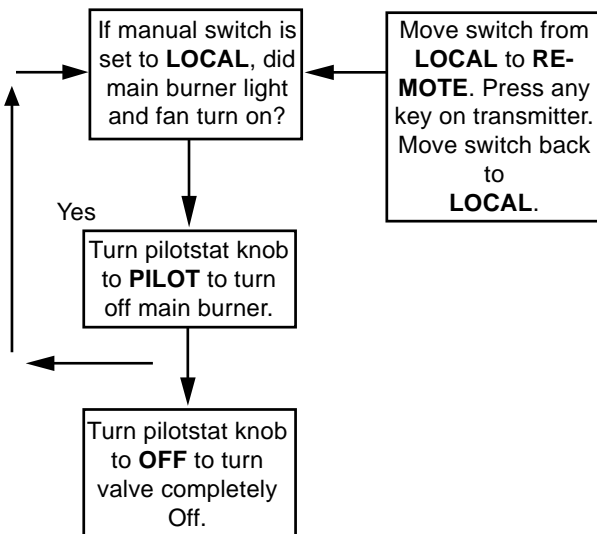 If manual switch is
set to LOCAL, did
main burner light
and fan turn on?
Move switch from
LOCAL to RE-
MOTE. Press any
key on transmitter.
Move switch back
to
LOCAL.
Yes
Turn pilotstat knob
to PILOT to turn
off main burner.
Turn pilotstat knob
to OFF to turn
valve completely
Off.